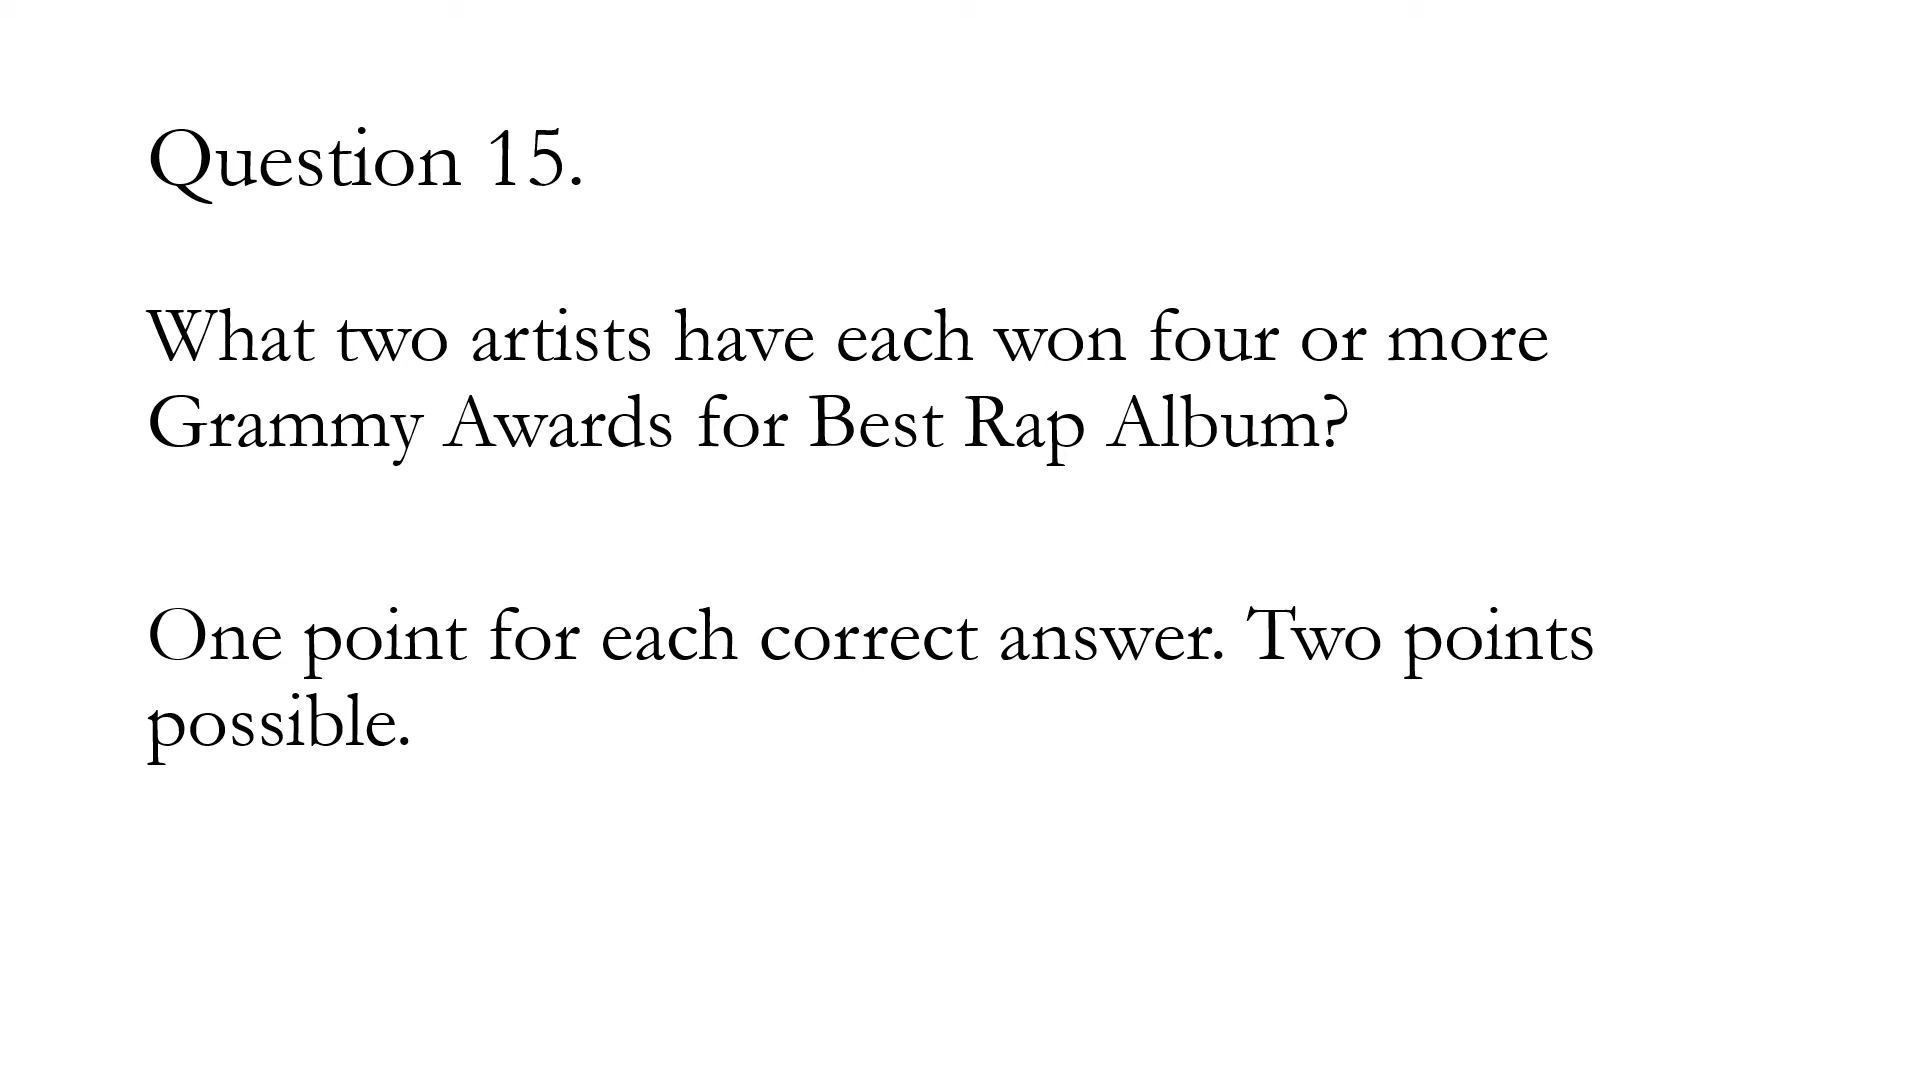 Question 15.
What two artists have each won four or more
Grammy Awards for Best Rap Album?
One point for each correct answer. Two points
possible.